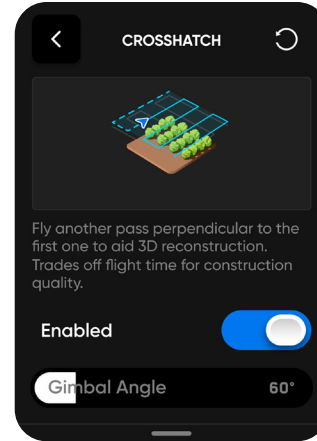 CROSSHATCH
Fly another pass perpendicular to the
first one to aid 3D reconstruction.
Trades off flight time for construction
quality.
Enabled
Gimbal Angle 60°